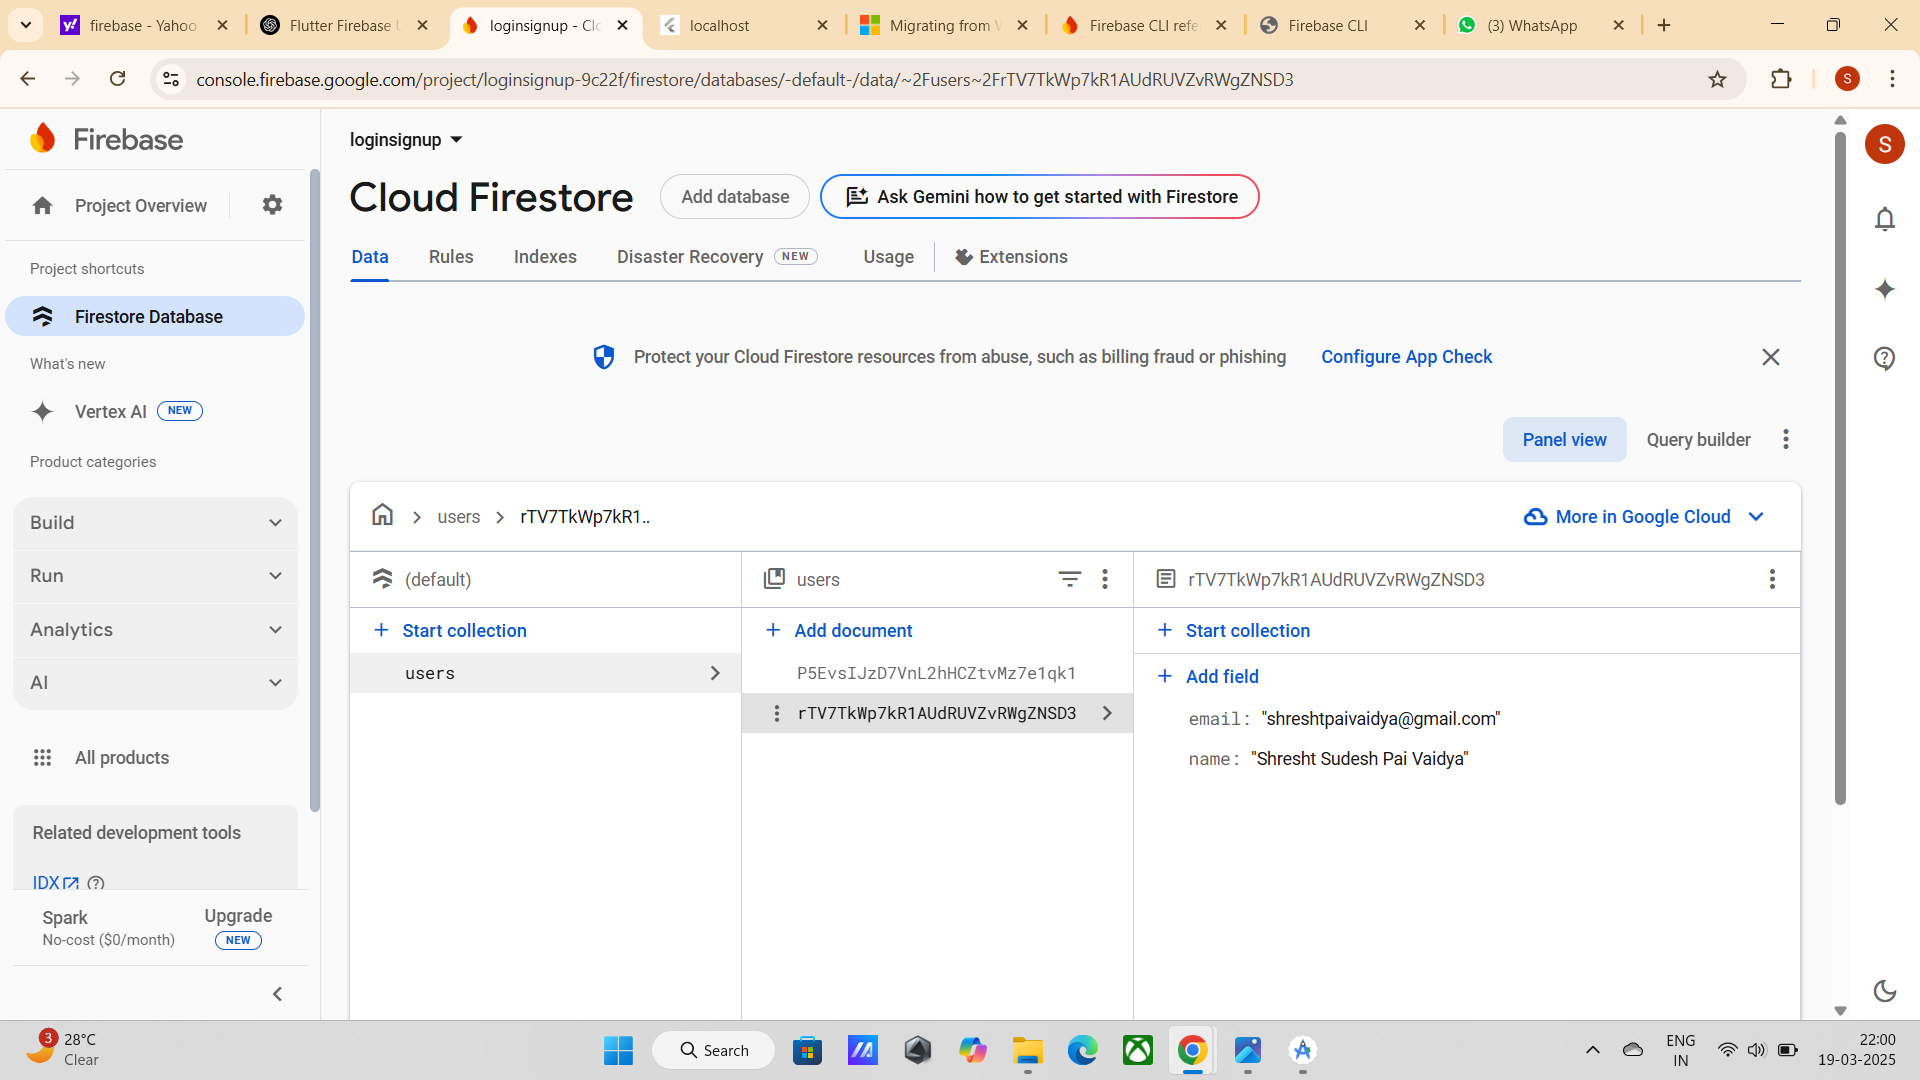 firebase - Yahoo
Flutter Firebase
loginsignup - Clo
localhost
Migrating from
Firebase CLI refe
Firebase CLI
(3) WhatsApp
console.firebase.google.com/project/loginsignup-9c22f/firestore/databases/-default-/data/~2Fusers~2FrTV7TkWp7kR1AUdRUVZvRWgZNSD3
S
Firebase
loginsignup
S
Project Overview
Cloud Firestore
Add database
Ask Gemini how to get started with Firestore
Data
Rules
Indexes
Disaster Recovery
NEW
Usage
Extensions
Project shortcuts
Firestore Database
What's new
Vertex AI NEW
Product categories
Build
Run
Analytics
AI
All products
Related development tools
IDX
Spark
No-cost ($0/month)
Upgrade
NEW
Protect your Cloud Firestore resources from abuse, such as billing fraud or phishing
Configure App Check
Panel view
Query builder
users
rTV7TkWp7kR1..
More in Google Cloud
(default)
Start collection
users
users
Add document
P5EvsIJzD7VnL2hHCZtvMz7e1qk1
rTV7TkWp7kR1AUdRUVZvRWgZNSD3
rTV7TkWp7kR1AUdRUVZvRWgZNSD3
Start collection
Add field
email: "shreshtpaivaidya@gmail.com"
name: "Shresht Sudesh Pai Vaidya"
3
28°C
Clear
Search
ENG
IN
22:00
19-03-2025